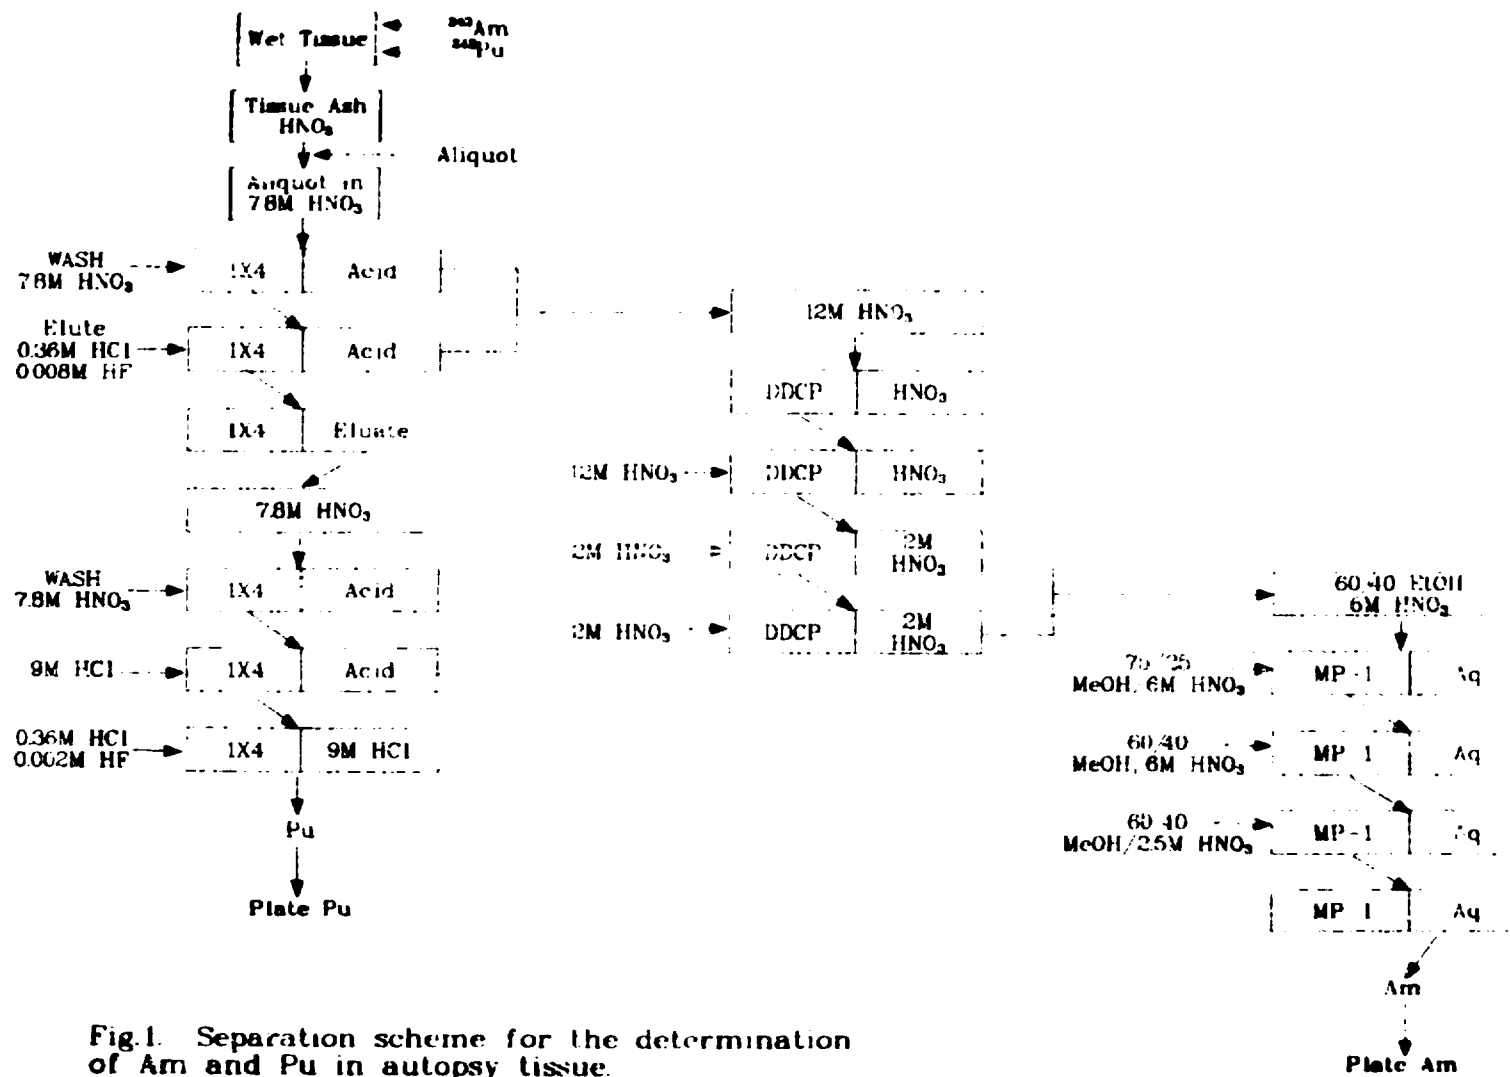 Wet Tissue
Am
Pu
Tissue Ash
HNO₃
Aliquot
Aliquot in
7.8M HNO₃
WASH
7.8M HNO₃
1X4
Acid
Elute
0.36M HCl
0.008M HF
1X4
Acid
1X4
Eluate
7.8M HNO₃
WASH
7.8M HNO₃
1X4
Acid
9M HCl
1X4
Acid
0.36M HCl
0.002M HF
1X4
9M HCl
Pu
Plate Pu
12M HNO₃
DDCP
HNO₃
12M HNO₃
DDCP
HNO₃
2M HNO₃
DDCP
2M
HNO₃
2M HNO₃
DDCP
2M
HNO₃
60/40 EtOH
6M HNO₃
75/25
MeOH/6M HNO₃
MP-1
Aq
60/40
MeOH/6M HNO₃
MP-1
Aq
60/40
MeOH/2.5M HNO₃
MP-1
Aq
MP-1
Aq
Am
Plate Am
Fig.1. Separation scheme for the determination
of Am and Pu in autopsy tissue.